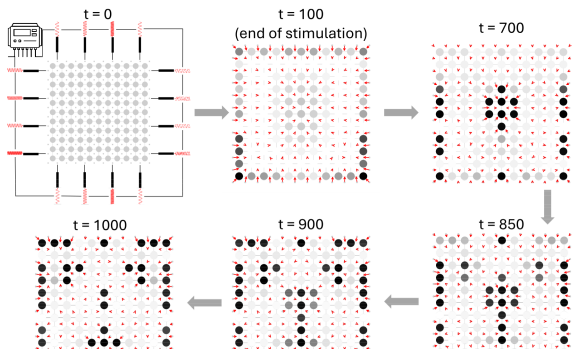 t = 0
t = 100
(end of stimulation)
t = 700
t = 1000
t = 900
t = 850